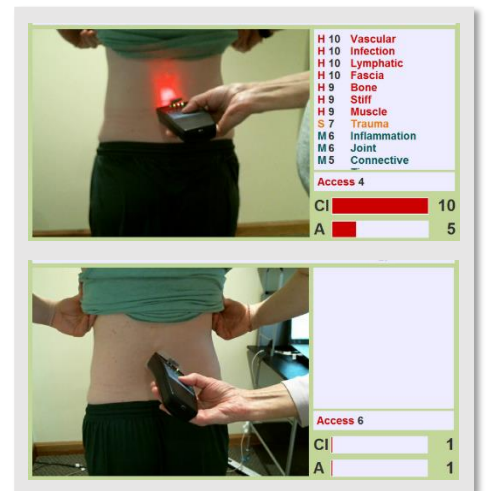 H 10 Vascular
H 10 Infection
H 10 Lymphatic
H 10 Fascia
H 9 Bone
H 9 Stiff
H 9 Muscle
S 7 Trauma
M 6 Inflammation
M 6 Joint
M 5 Connective
Access 4
CI 10
A 5
Access 6
CI 1
A 1